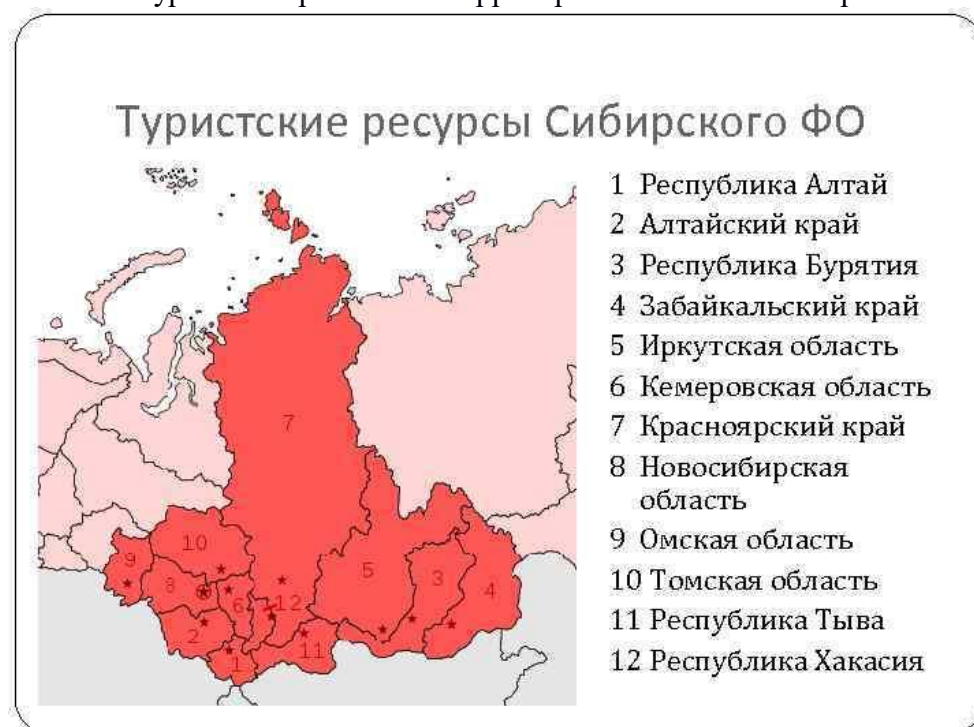 Туристские ресурсы Сибирского ФО
1 Республика Алтай
2 Алтайский край
3 Республика Бурятия
4 Забайкальский край
5 Иркутская область
6 Кемеровская область
7 Красноярский край
8 Новосибирская
область
9 Омская область
10 Томская область
11 Республика Тыва
12 Республика Хакасия
7
10
9
8
6
12
5
3
4
2
1
11